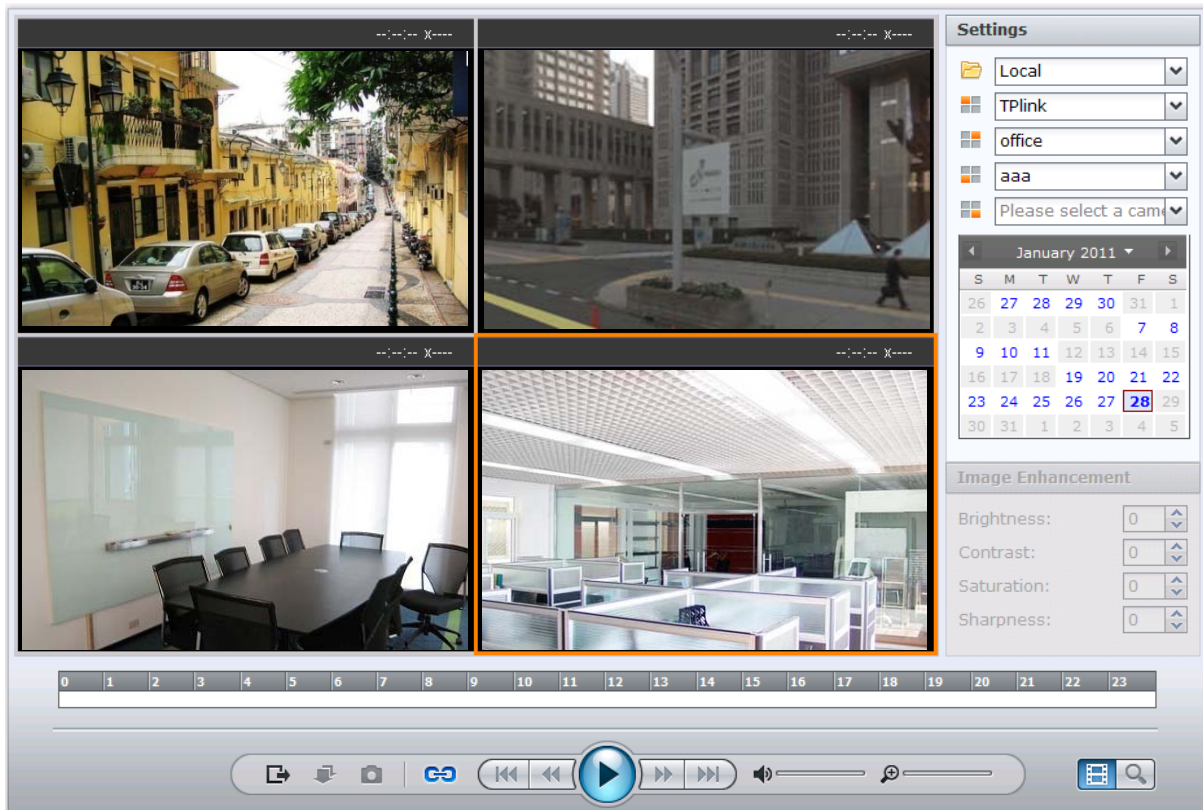 --:--:-- x----
--:--:-- x----
--:--:-- x----
--:--:-- x----
Settings
Local
TPlink
office
aaa
Please select a came
January 2011
S M T W T F S
26 27 28 29 30 31 1
2 3 4 5 6 7 8
9 10 11 12 13 14 15
16 17 18 19 20 21 22
23 24 25 26 27 28 29
30 31 1 2 3 4 5
Image Enhancement
Brightness: 0
Contrast: 0
Saturation: 0
Sharpness: 0
0 1 2 3 4 5 6 7 8 9 10 11 12 13 14 15 16 17 18 19 20 21 22 23